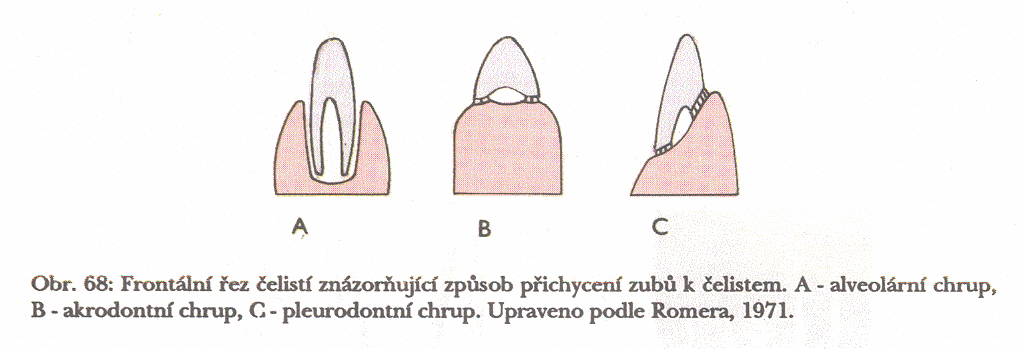 A B C
Obr. 68: Frontální řez čelistí znázorňující způsob přichycení zubů k čelistem. A - alveolární chrup,
B - akrodontní chrup, C - pleurodontní chrup. Upraveno podle Romera, 1971.